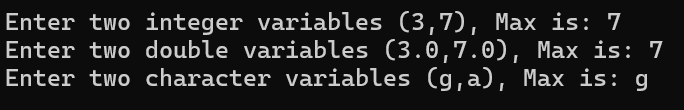 Enter two integer variables (3,7), Max is: 7
Enter two double variables (3.0,7.0), Max is: 7
Enter two character variables (g,a), Max is: g